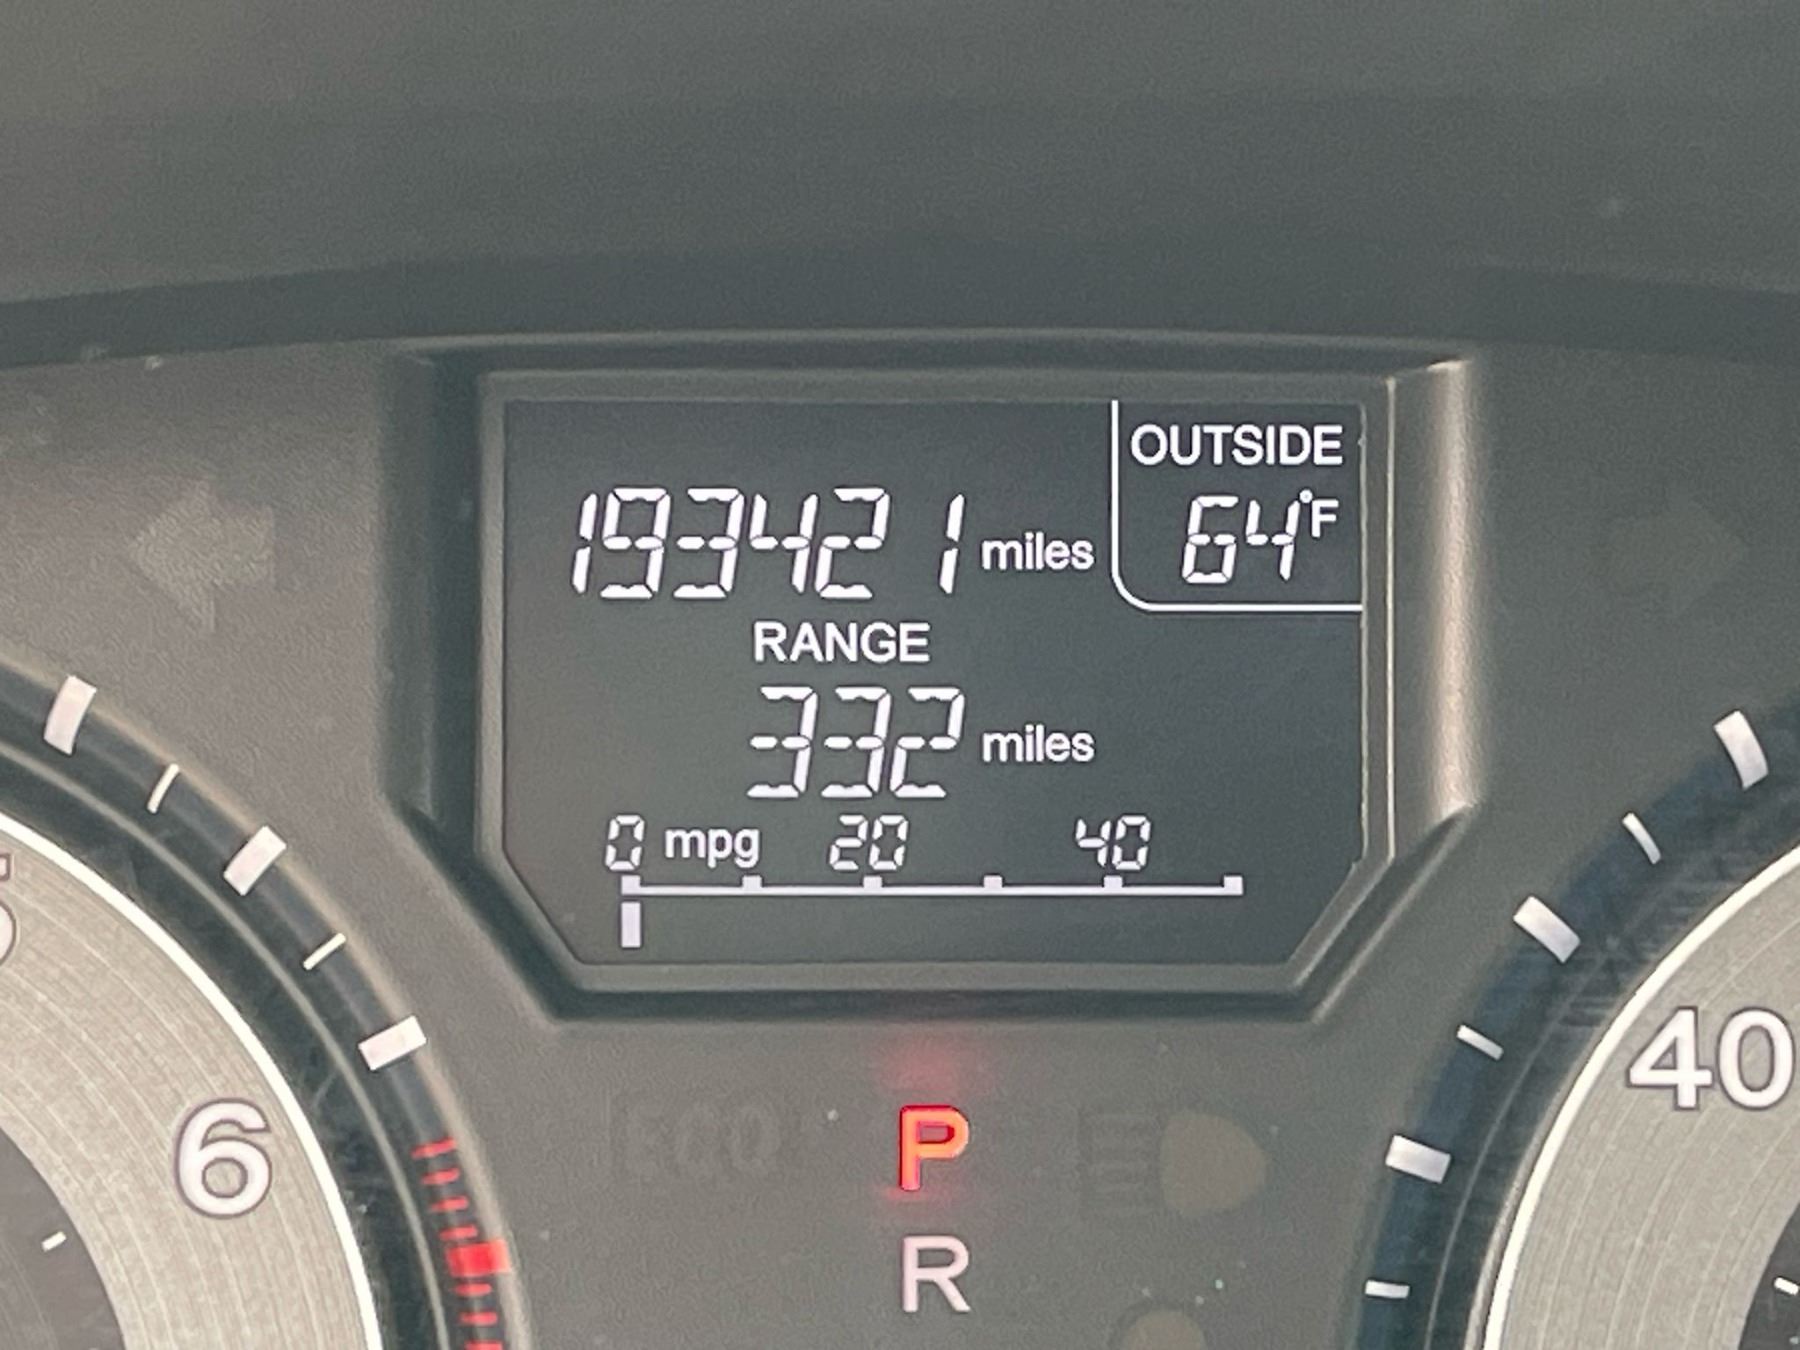 OUTSIDE
193421 miles 64°F
RANGE
332 miles
0 mpg 20 40
6 40
P
R